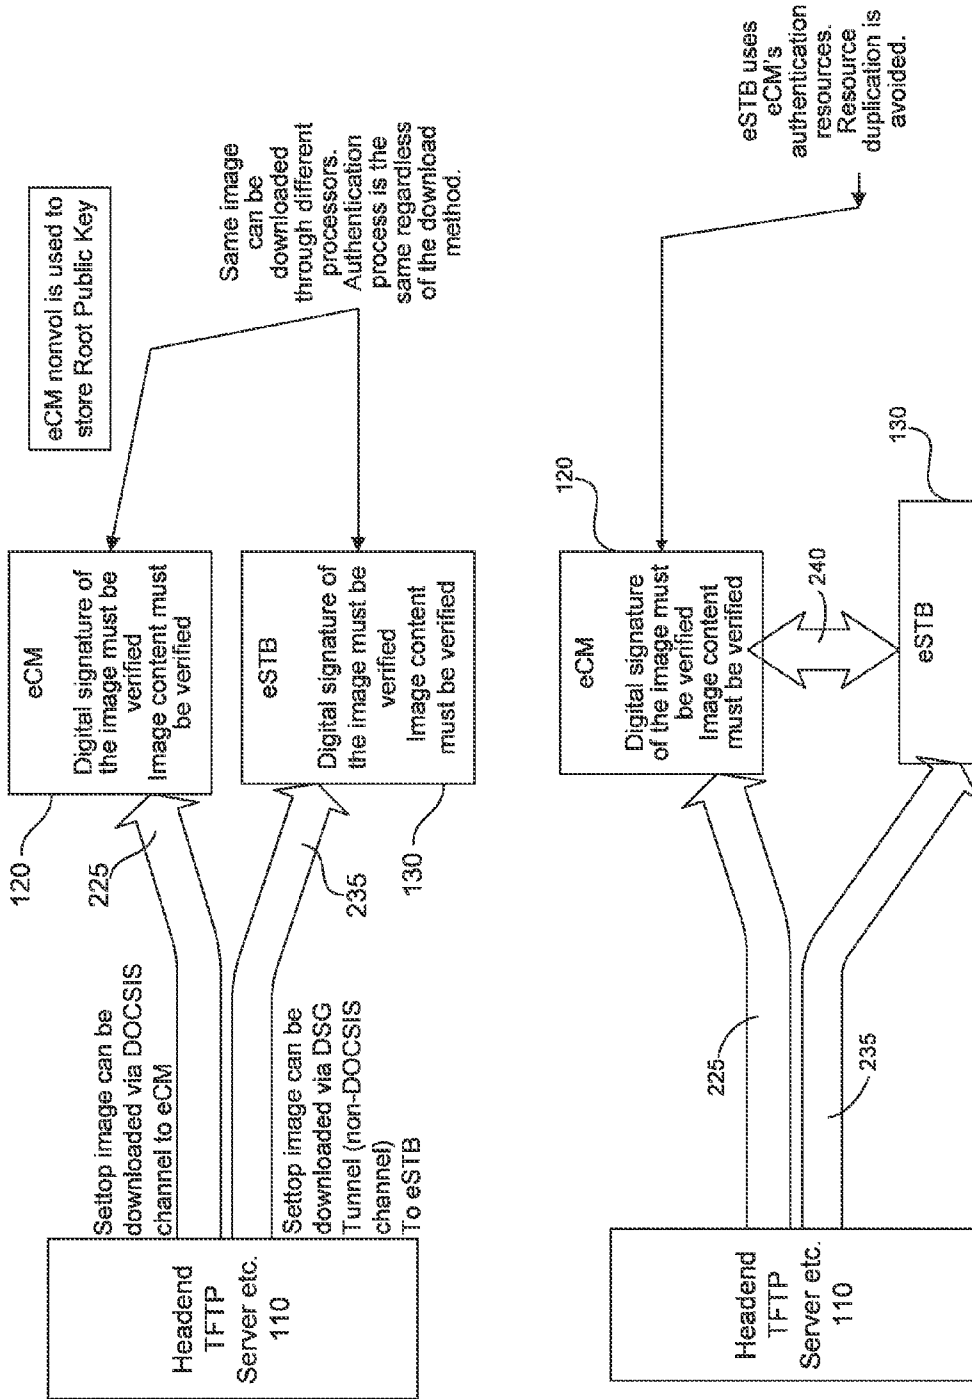 Headend
TFTP
Server etc.
110
Settop image can be
downloaded via DOCSIS
channel to eCM
Settop image can be
downloaded via DSG
Tunnel (non-DOCSIS
channel)
To eSTB
120
225
235
130
eCM
Digital signature of
the image must be
verified
Image content must
be verified
eSTB
Digital signature of
the image must be
verified
Image content
must be verified
eCM nonvol is used to
store Root Public Key
Same image
can be
downloaded
through different
processors.
Authentication
process is the
same regardless
of the download
method.
Headend
TFTP
Server etc.
110
225
235
120
eCM
Digital signature
of the image must
be verified
Image content
must be verified
240
eSTB
130
eSTB uses
eCM's
authentication
resources.
Resource
duplication is
avoided.